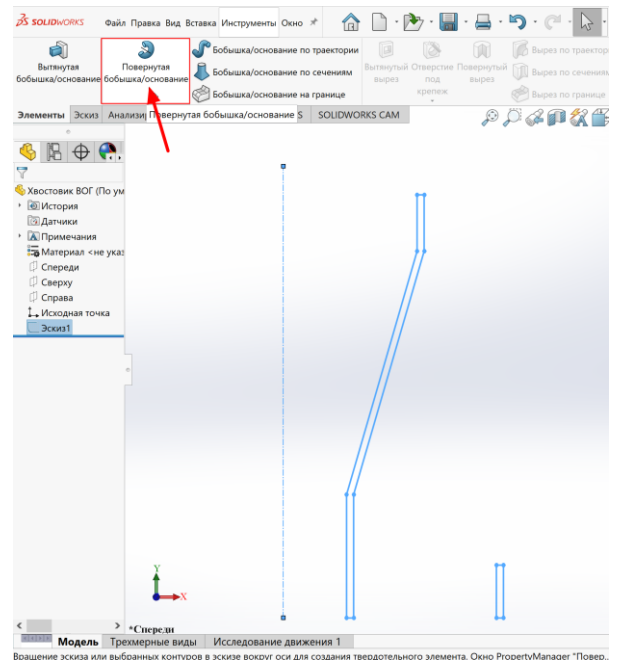 SOLIDWORKS Файл Правка Вид Вставка Инструменты Окно
Вытянутая бобышка/основание
Повернутая бобышка/основание
Бобышка/основание по траектории
Бобышка/основание по сечениям
Бобышка/основание на границе
Вытянутый вырез
Отверстие под крепеж
Повернутый вырез
Вырез по траектор
Вырез по сечениям
Вырез по границе
Элементы Эскиз Анализи Повернутая бобышка/основание S SOLIDWORKS CAM
Хвостовик ВОГ (По ум
История
Датчики
Примечания
Материал <не указ
Спереди
Сверху
Справа
Исходная точка
Эскиз1
Y
X
*Спереди
Модель Трехмерные виды Исследование движения 1
Вращение эскиза или выбранных контуров в эскизе вокруг оси для создания твердотельного элемента. Окно PropertyManager "Повер...